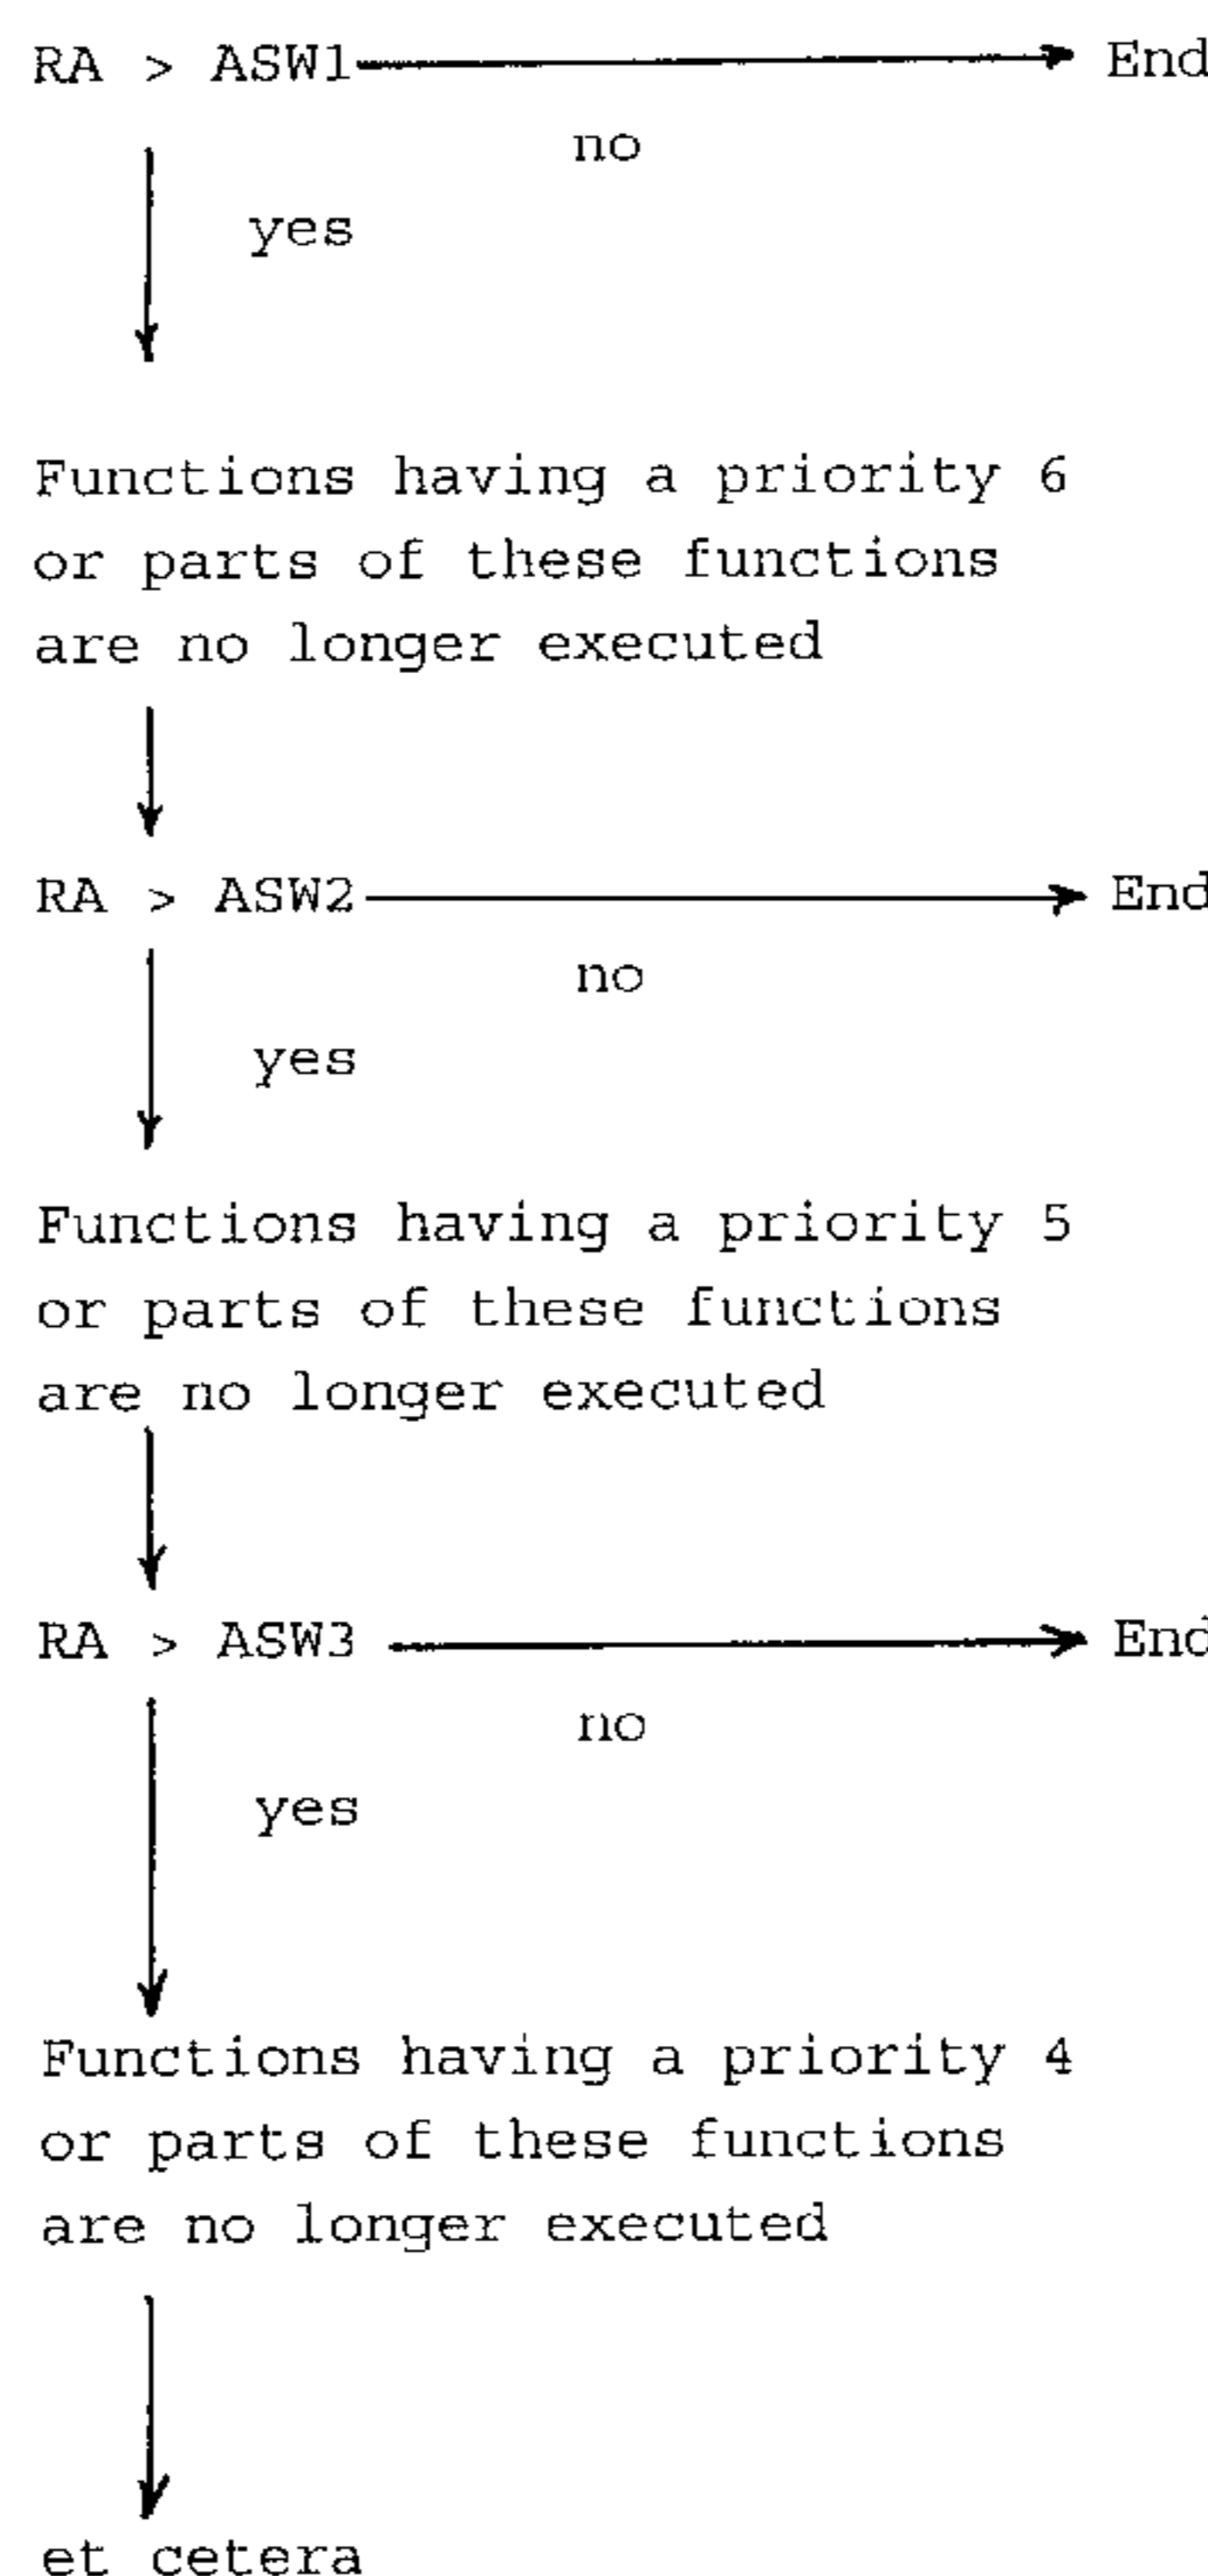 RA > ASW1 End
no
yes
Functions having a priority 6
or parts of these functions
are no longer executed
RA > ASW2 End
no
yes
Functions having a priority 5
or parts of these functions
are no longer executed
RA > ASW3 End
no
yes
Functions having a priority 4
or parts of these functions
are no longer executed
et cetera